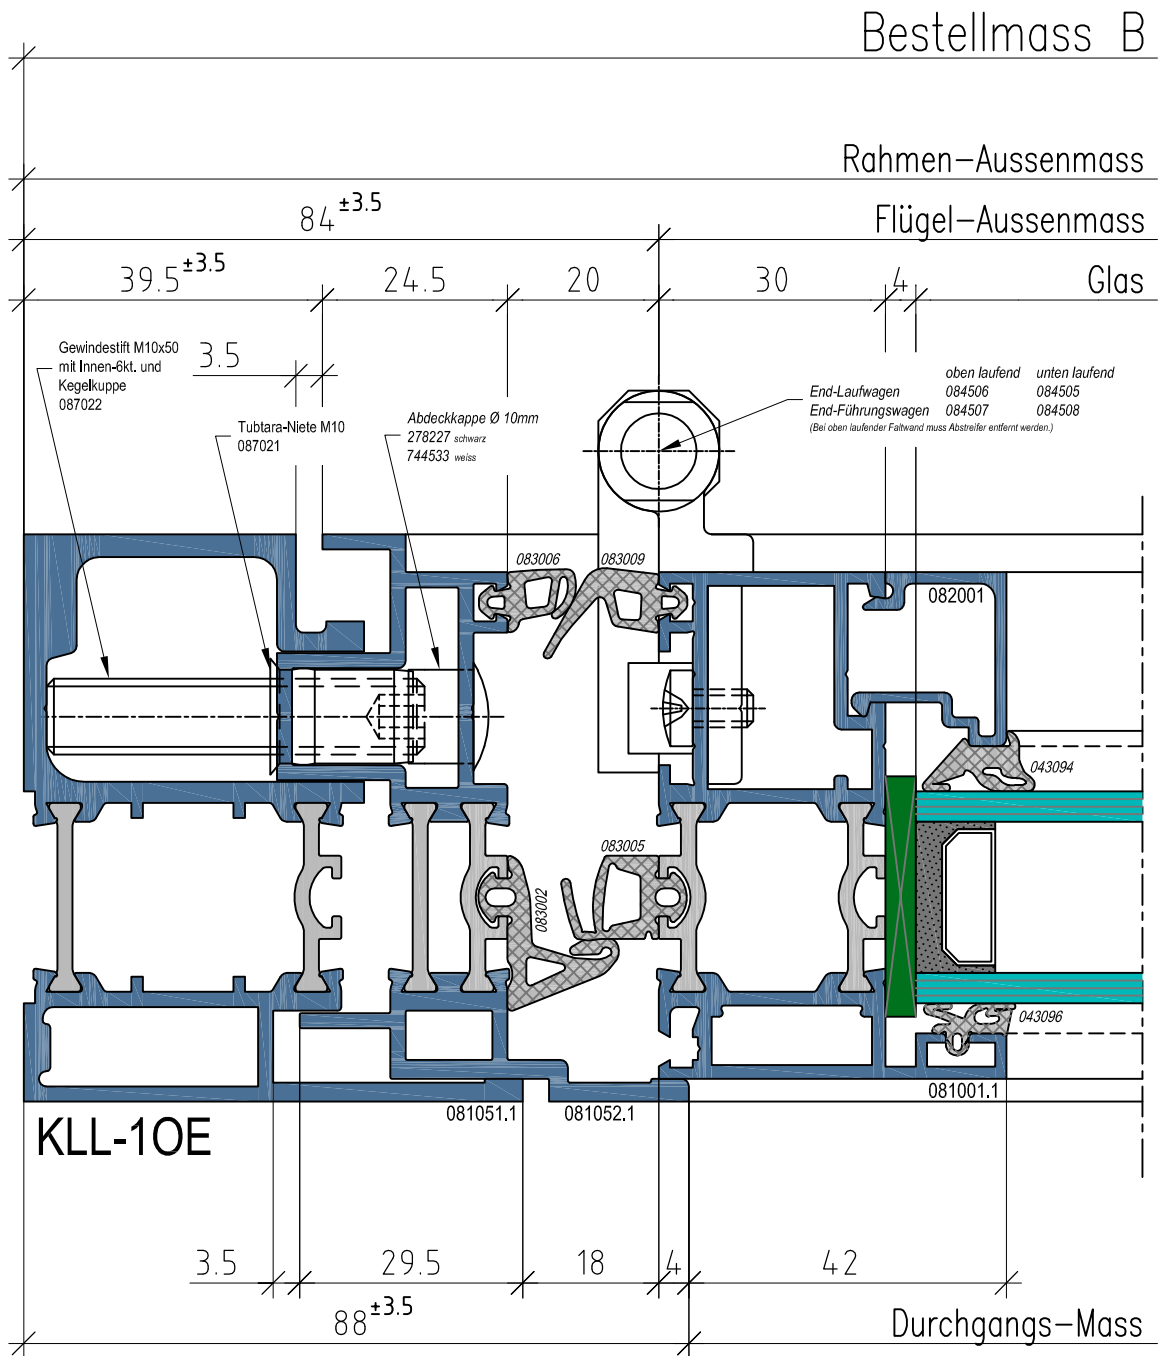 Bestellmass B
Rahmen-Aussenmass
84±3.5
Flügel-Aussenmass
39.5±3.5
24.5
20
30
4
Glas
Gewindestift M10x50
mit Innen-6kt. und
Kegelkuppe
087022
3.5
Tubtara-Niete M10
087021
Abdeckkappe Ø 10mm
278227 schwarz
744533 weiss
oben laufend unten laufend
End-Laufwagen 084506 084505
End-Führungswagen 084507 084508
(Bei oben laufender Faltwand muss Abstreifer entfernt werden.)
083006
083009
082001
043094
083005
083002
043096
081051.1
081052.1
081001.1
KLL-1OE
3.5
29.5
18
4
42
88±3.5
Durchgangs-Mass